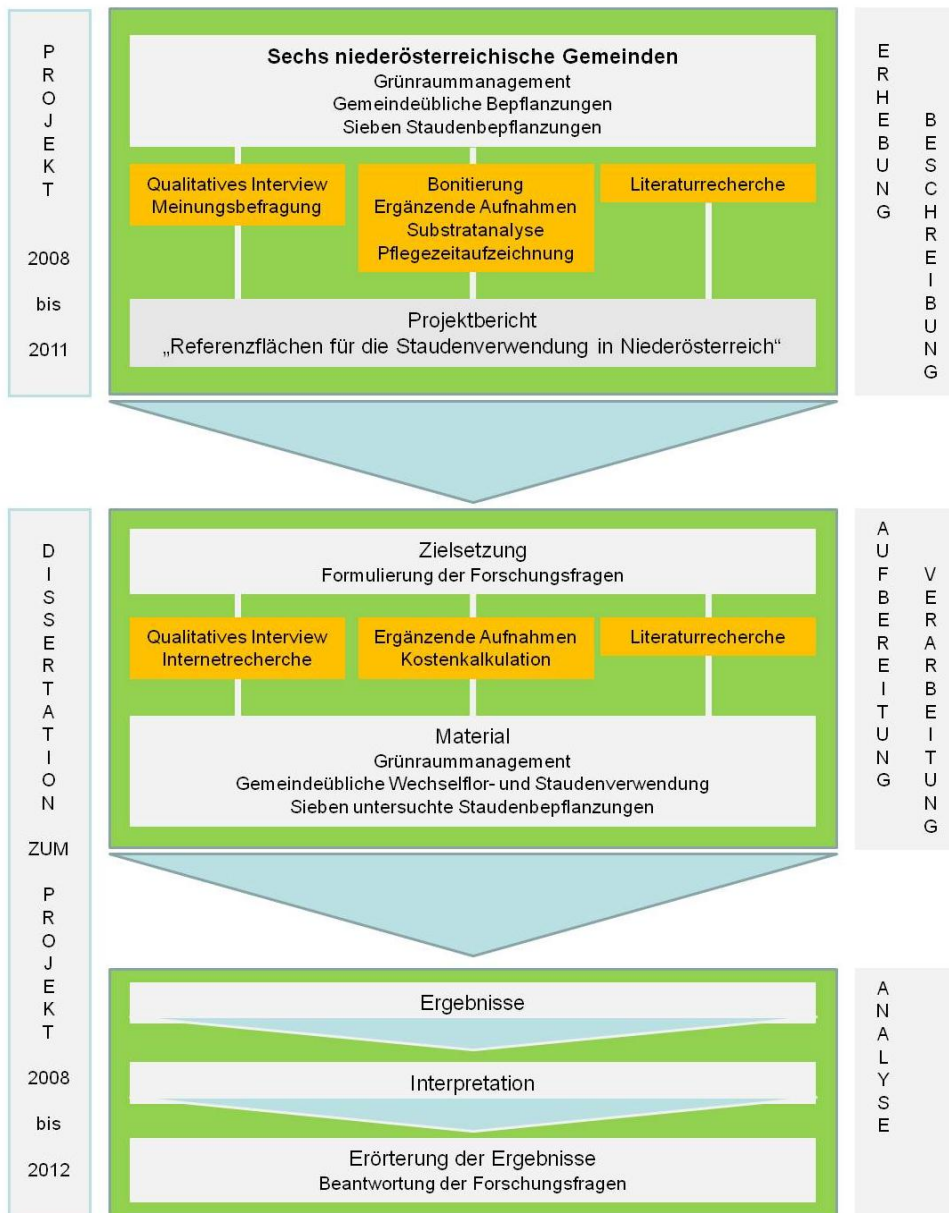 PROJEKT
2008
bis
2011
Sechs niederösterreichische Gemeinden
Grünraummanagement
Gemeindeübliche Bepflanzungen
Sieben Staudenbepflanzungen
Qualitatives Interview
Meinungsbefragung
Bonitierung
Ergänzende Aufnahmen
Substratanalyse
Pflegezeitaufzeichnung
Literaturrecherche
Projektbericht
„Referenzflächen für die Staudenverwendung in Niederösterreich“
ERHEBUNG
BESCHREIBUNG
DISSERTATION
ZUM
PROJEKT
2008
bis
2012
Zielsetzung
Formulierung der Forschungsfragen
Qualitatives Interview
Internetrecherche
Ergänzende Aufnahmen
Kostenkalkulation
Literaturrecherche
Material
Grünraummanagement
Gemeindeübliche Wechselflor- und Staudenverwendung
Sieben untersuchte Staudenbepflanzungen
AUFBEREITUNG
VERARBEITUNG
Ergebnisse
Interpretation
Erörterung der Ergebnisse
Beantwortung der Forschungsfragen
ANALYSE